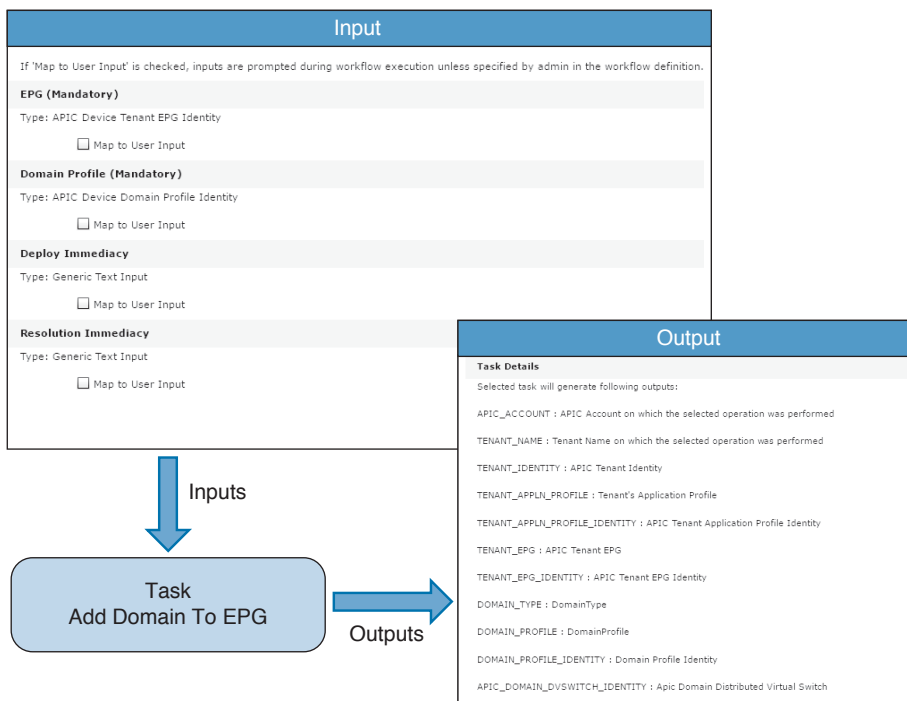 Input
If 'Map to User Input' is checked, inputs are prompted during workflow execution unless specified by admin in the workflow definition.
EPG (Mandatory)
Type: APIC Device Tenant EPG Identity
Map to User Input
Domain Profile (Mandatory)
Type: APIC Device Domain Profile Identity
Map to User Input
Deploy Immediacy
Type: Generic Text Input
Map to User Input
Resolution Immediacy
Type: Generic Text Input
Map to User Input
Output
Task Details
Selected task will generate following outputs:
APIC_ACCOUNT : APIC Account on which the selected operation was performed
TENANT_NAME : Tenant Name on which the selected operation was performed
TENANT_IDENTITY : APIC Tenant Identity
TENANT_APPLN_PROFILE : Tenant's Application Profile
TENANT_APPLN_PROFILE_IDENTITY : APIC Tenant Application Profile Identity
TENANT_EPG : APIC Tenant EPG
TENANT_EPG_IDENTITY : APIC Tenant EPG Identity
DOMAIN_TYPE : DomainType
DOMAIN_PROFILE : DomainProfile
DOMAIN_PROFILE_IDENTITY : Domain Profile Identity
APIC_DOMAIN_DVSWITCH_IDENTITY : Apic Domain Distributed Virtual Switch
Inputs
Task
Add Domain To EPG
Outputs